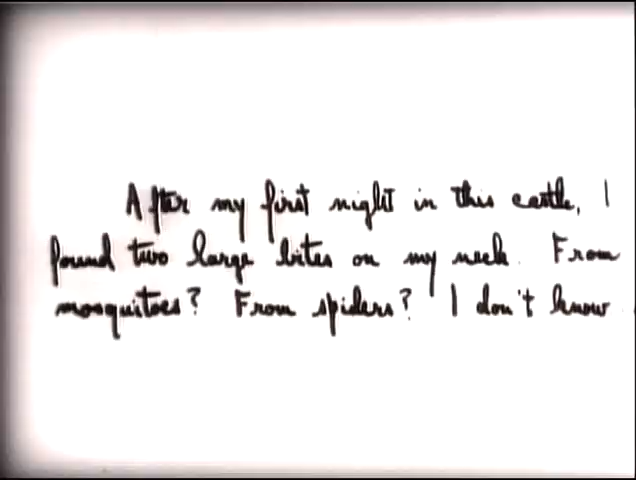 After my first night in this castle, I
found two large bites on my neck. From
mosquitoes? From spiders? I don't know